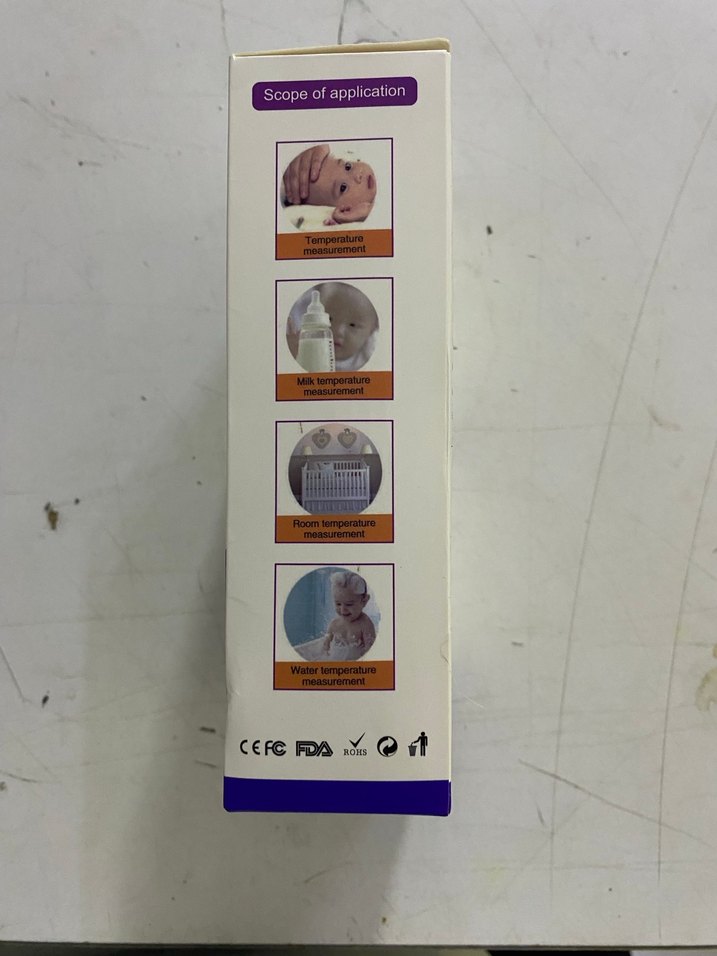 Scope of application
Temperature
measurement
Milk temperature
measurement
Room temperature
measurement
Water temperature
measurement
CE FC FDA ROHS